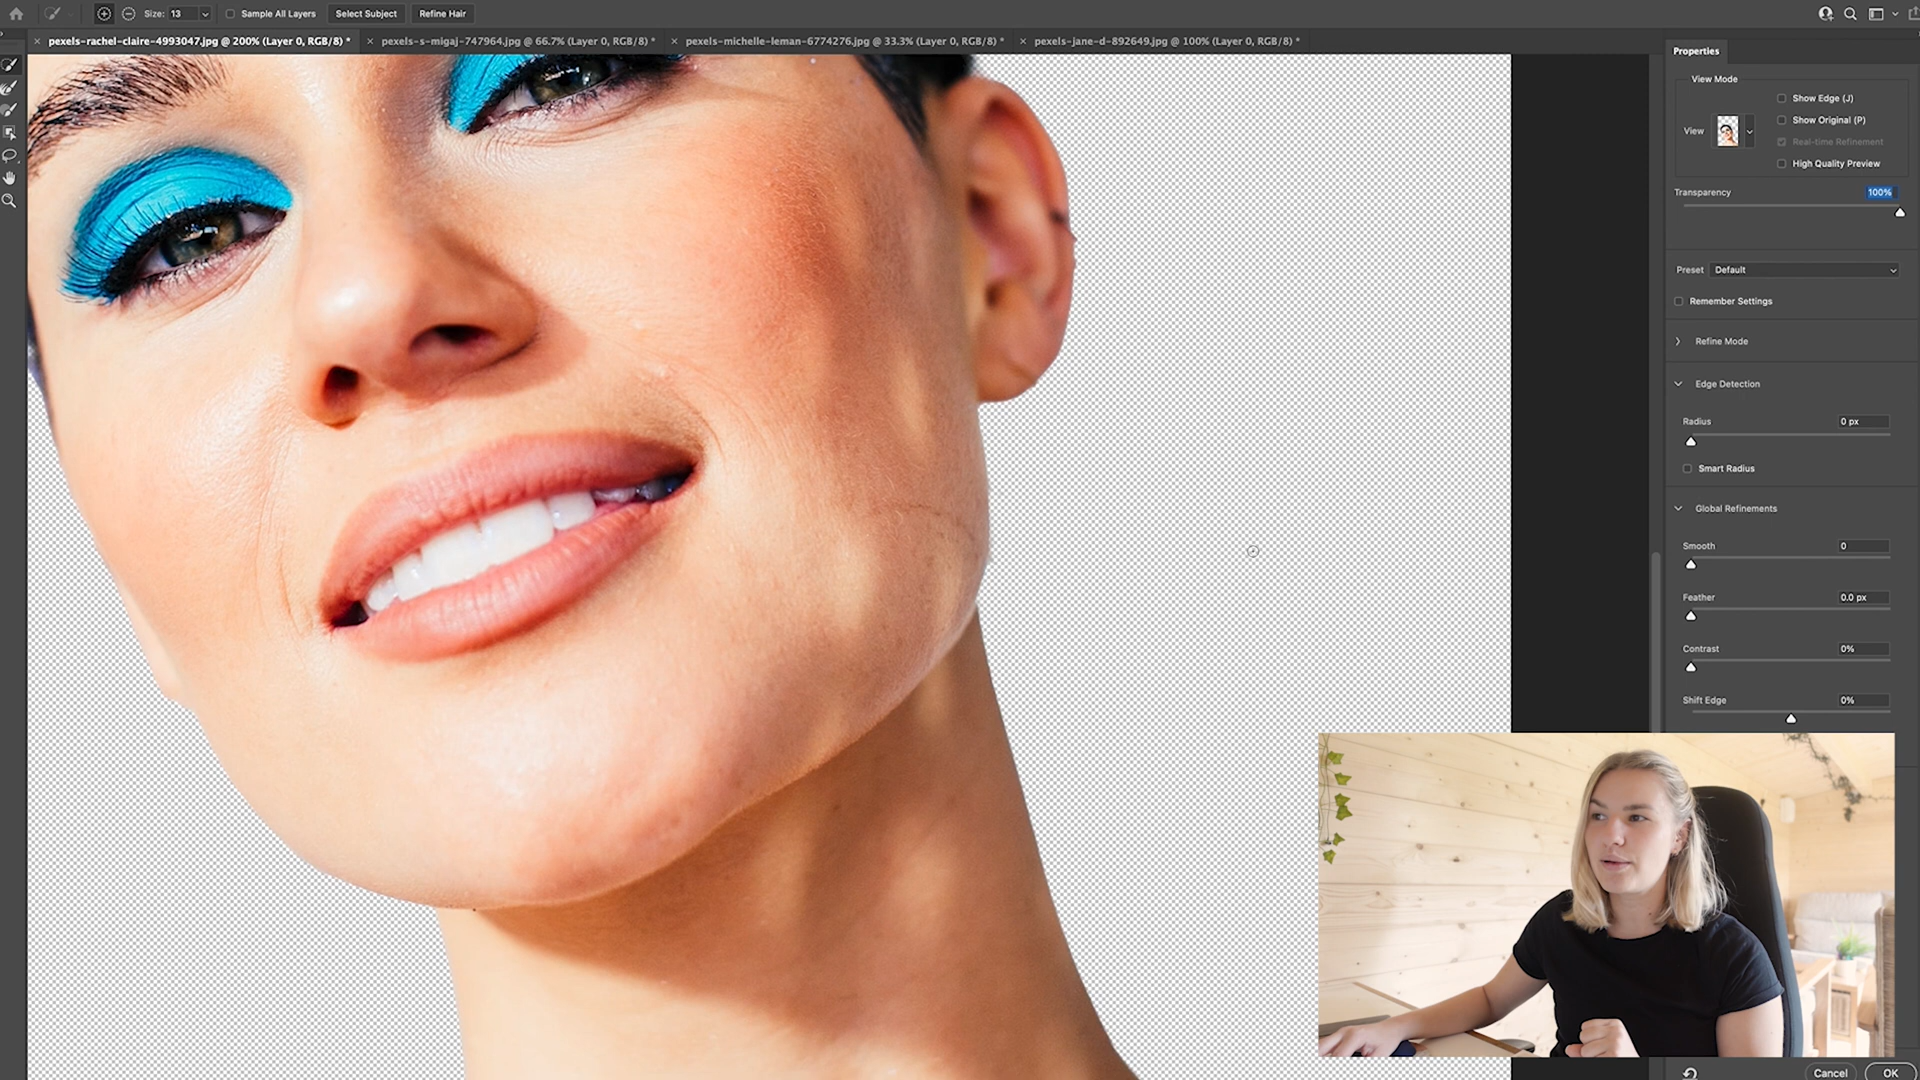 Size: 13 Sample All Layers Select Subject Refine Hair
pexels-rachel-claire-4993047.jpg @ 200% (Layer 0, RGB/8) * pexels-s-migaj-747964.jpg @ 66.7% (Layer 0, RGB/8) * pexels-michelle-leman-6774276.jpg @ 33.3% (Layer 0, RGB/8) * pexels-jane-d-892649.jpg @ 100% (Layer 0, RGB/8) *
Properties
View Mode
Show Edge (J)
Show Original (P)
View
Real-time Refinement
High Quality Preview
Transparency 100%
Preset Default
Remember Settings
Refine Mode
Edge Detection
Radius 0 px
Smart Radius
Global Refinements
Smooth 0
Feather 0.0 px
Contrast 0%
Shift Edge 0%
Cancel OK